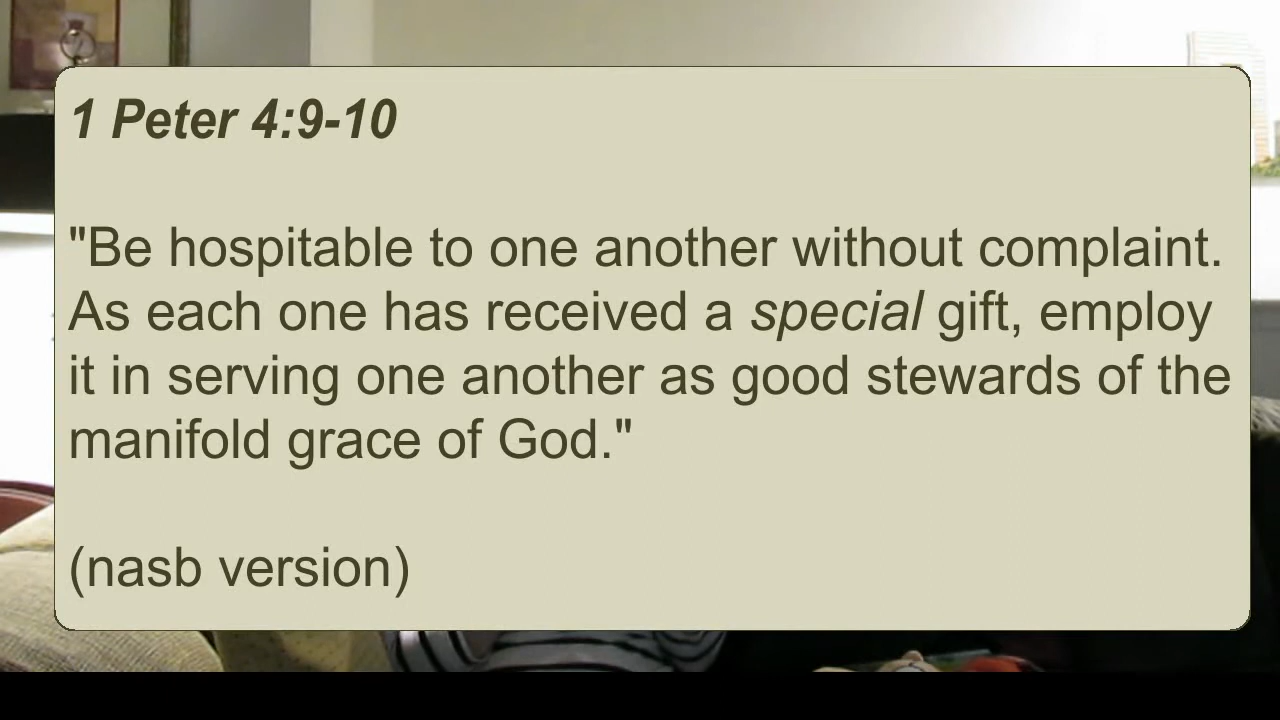 1 Peter 4:9-10
"Be hospitable to one another without complaint.
As each one has received a special gift, employ
it in serving one another as good stewards of the
manifold grace of God."
(nasb version)